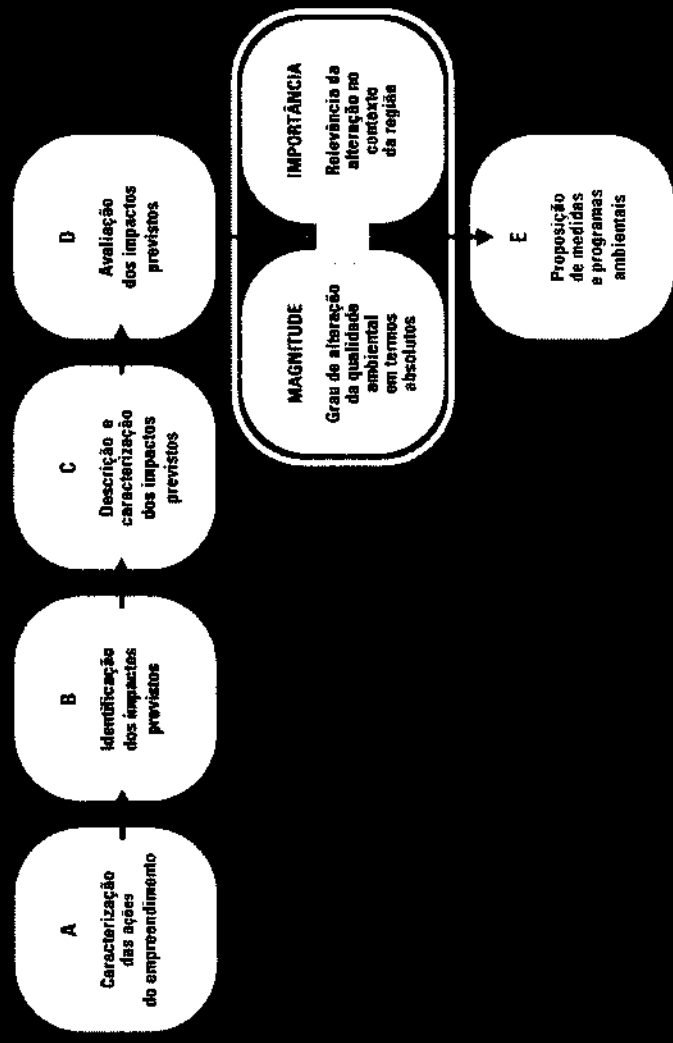 A
Caracterização
das ações
do empreendimento
B
Identificação
dos impactos
previstos
C
Descrição e
caracterização
dos impactos
previstos
D
Avaliação
dos impactos
previstos
MAGNITUDE
Grau de alteração
da qualidade
ambiental
em termos
absolutos
IMPORTÂNCIA
Relevância da
alteração no
contexto
da região
E
Proposição
de medidas
e programas
ambientais